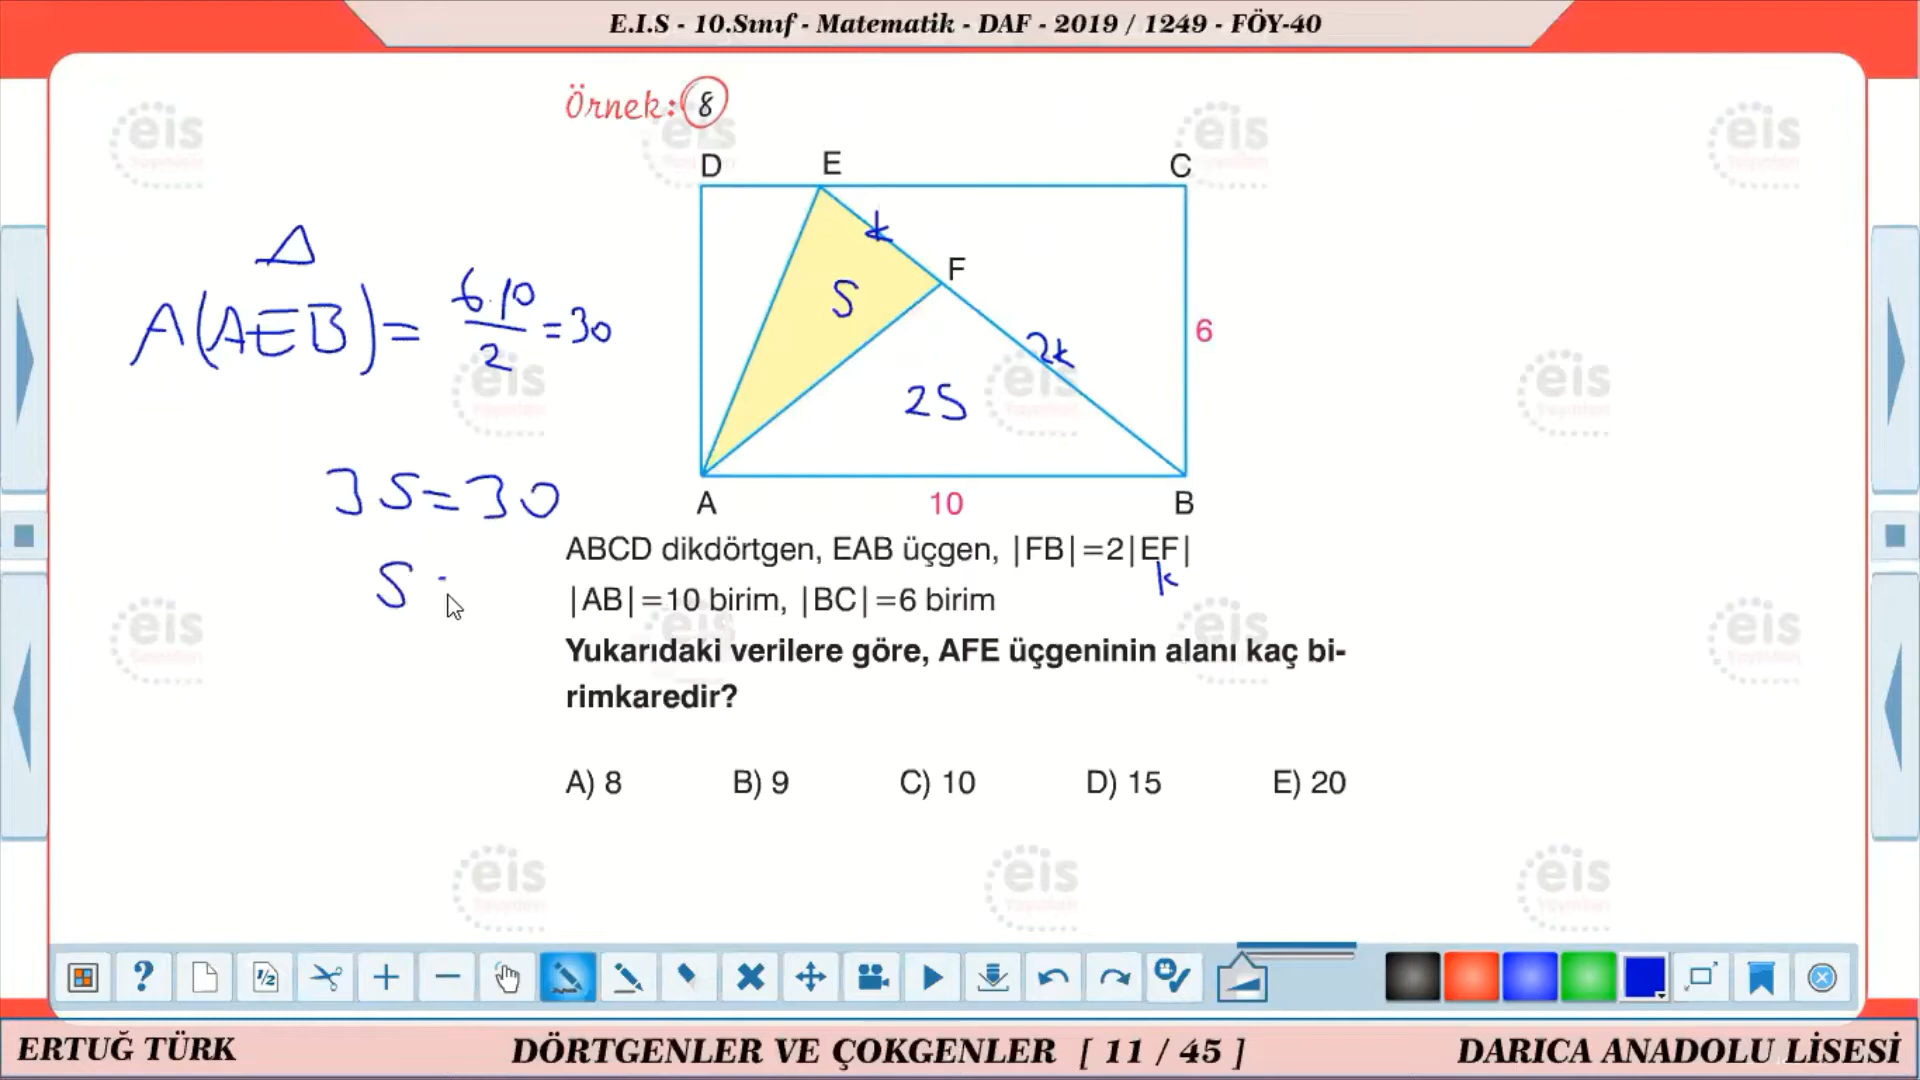 E.I.S - 10.Sınıf - Matematik - DAF - 2019 / 1249 - FÖY-40
Örnek: 8
D E C
k
F
S
6
2k
2S
A 10 B
A(AEB) = 6.10 / 2 = 30
3S = 30
S =
ABCD dikdörtgen, EAB üçgen, |FB|=2|EF|
k
|AB|=10 birim, |BC|=6 birim
Yukarıdaki verilere göre, AFE üçgeninin alanı kaç bi-
rimkaredir?
A) 8 B) 9 C) 10 D) 15 E) 20
eis
? 1/2
ERTUĞ TÜRK DÖRTGENLER VE ÇOKGENLER [ 11 / 45 ] DARICA ANADOLU LİSESİ